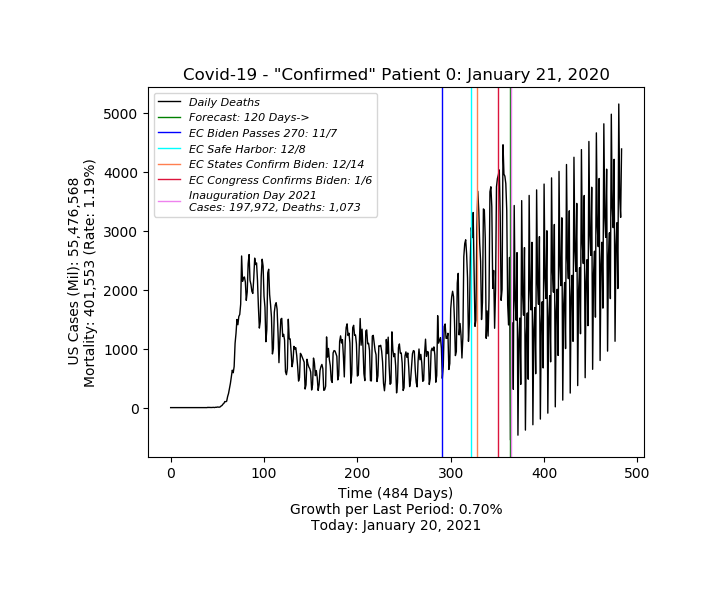 Covid-19 - "Confirmed" Patient 0: January 21, 2020
Daily Deaths
Forecast: 120 Days->
EC Biden Passes 270: 11/7
EC Safe Harbor: 12/8
EC States Confirm Biden: 12/14
EC Congress Confirms Biden: 1/6
Inauguration Day 2021
Cases: 197,972, Deaths: 1,073
US Cases (Mil): 55,476,568
Mortality: 401,553 (Rate: 1.19%)
5000
4000
3000
2000
1000
0
0 100 200 300 400 500
Time (484 Days)
Growth per Last Period: 0.70%
Today: January 20, 2021